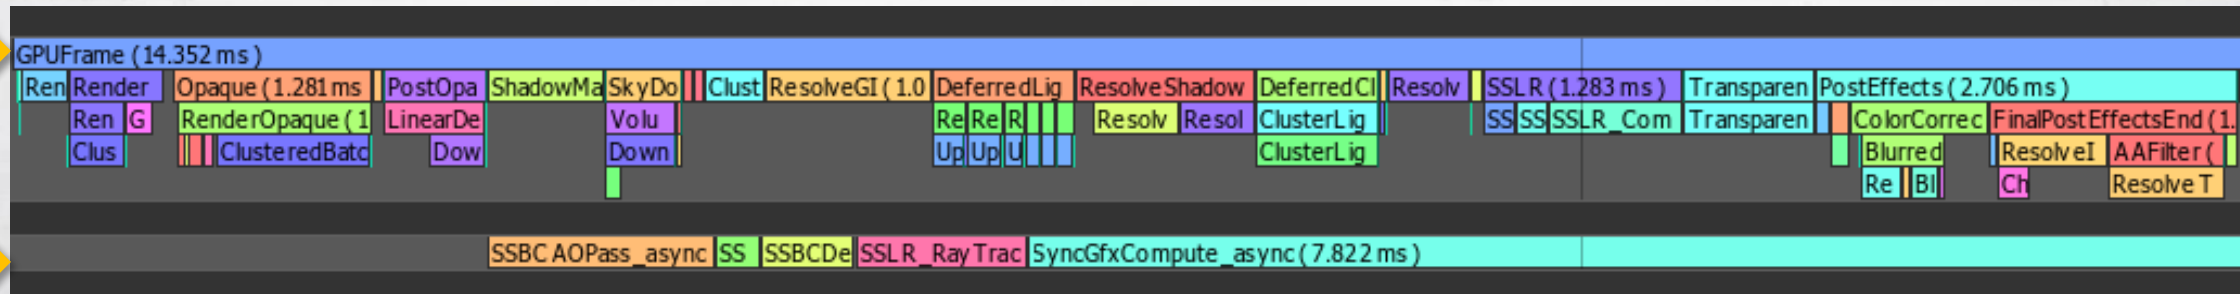 GPUFrame (14.352 ms)
Ren Render Opaque (1.281ms PostOpa ShadowMa SkyDo Clust ResolveGI (1.0 DeferredLig ResolveShadow DeferredCl Resolv SSLR (1.283 ms) Transparen PostEffects (2.706 ms)
Ren G RenderOpaque (1 LinearDe Volu Re Re R Resolv Resol ClusterLig SS SS SSLR_Com Transparen ColorCorrec FinalPostEffectsEnd (1.
Clus ClusteredBatc Dow Down Up Up U ClusterLig Blurred ResolveI AAFilter (
Re Bl Ch Resolve T
SSBC AOPass_async SS SSBCDe SSLR_RayTrac SyncGfxCompute_async (7.822 ms)